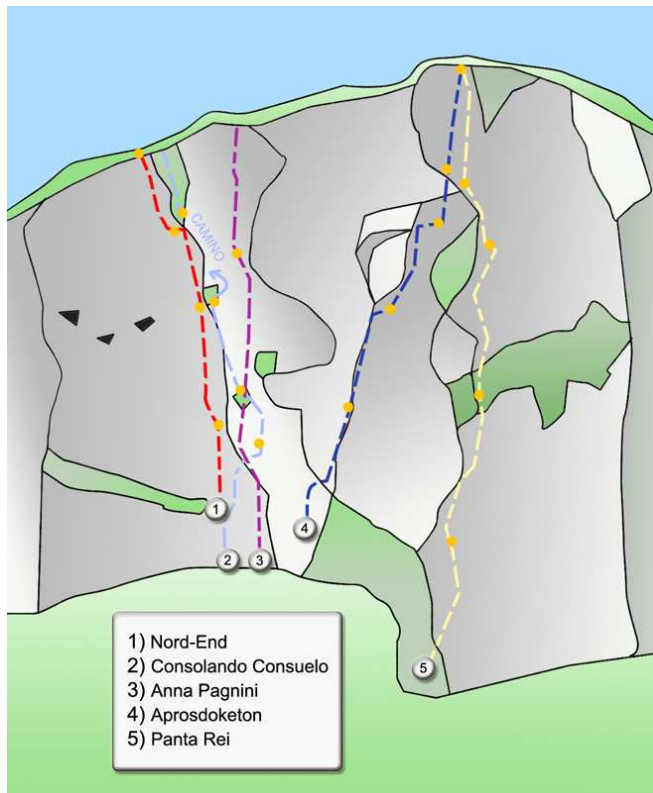 CAMINO
1
2
3
4
5
1) Nord-End
2) Consolando Consuelo
3) Anna Pagnini
4) Aprosdoketon
5) Panta Rei